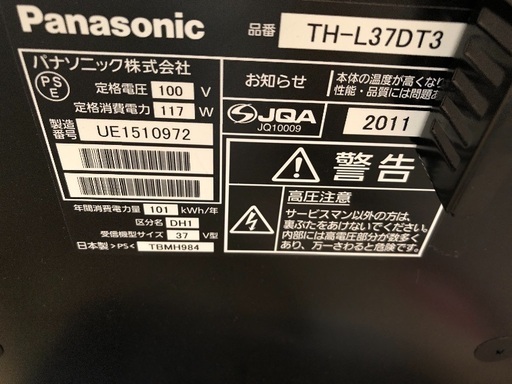 Panasonic
品番 TH-L37DT3
パナソニック株式会社
PS
E
定格電圧 100 V
定格消費電力 117 W
製造番号 UE1510972
年間消費電力量 101 kWh/年
区分名 DH1
受信機型サイズ 37 V型
日本製 >PS< TBMH984
お知らせ
本体の温度が高くな
性能・品質には問題あ
JQA
JQ10009
2011
警告
高圧注意
サービスマン以外の方は、
裏ぶたをあけないでください。
内部には高電圧部分が数多く
あり、万一さわると危険です。